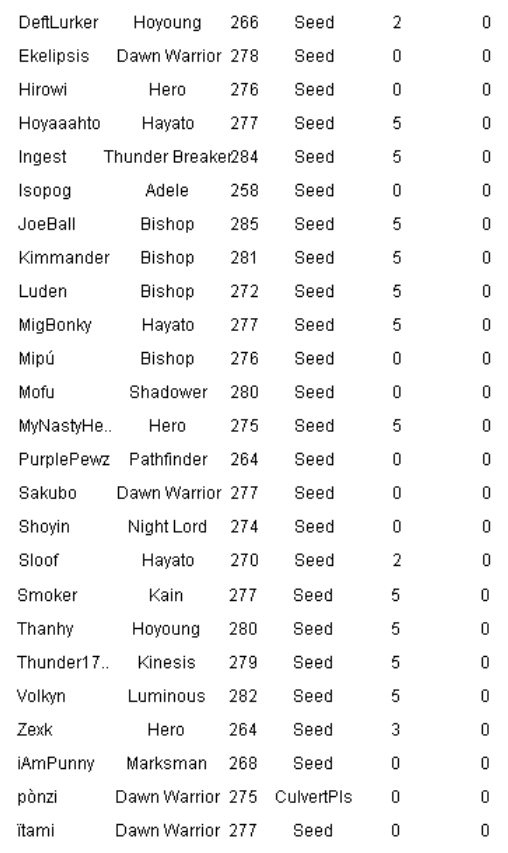 DeftLurker Hoyoung 266 Seed 2 0
Ekelipsis Dawn Warrior 278 Seed 0 0
Hirowi Hero 276 Seed 0 0
Hoyaaahto Hayato 277 Seed 5 0
Ingest Thunder Breaker 284 Seed 5 0
Isopog Adele 258 Seed 0 0
JoeBall Bishop 285 Seed 5 0
Kimmander Bishop 281 Seed 5 0
Luden Bishop 272 Seed 5 0
MigBonky Hayato 277 Seed 5 0
Mipú Bishop 276 Seed 0 0
Mofu Shadower 280 Seed 0 0
MyNastyHe.. Hero 275 Seed 5 0
PurplePewz Pathfinder 264 Seed 0 0
Sakubo Dawn Warrior 277 Seed 0 0
Shoyin Night Lord 274 Seed 0 0
Sloof Hayato 270 Seed 2 0
Smoker Kain 277 Seed 5 0
Thanhy Hoyoung 280 Seed 5 0
Thunder17.. Kinesis 279 Seed 5 0
Volkyn Luminous 282 Seed 5 0
Zexk Hero 264 Seed 3 0
iAmPunny Marksman 268 Seed 0 0
pònzi Dawn Warrior 275 CulvertPls 0 0
ïtami Dawn Warrior 277 Seed 0 0